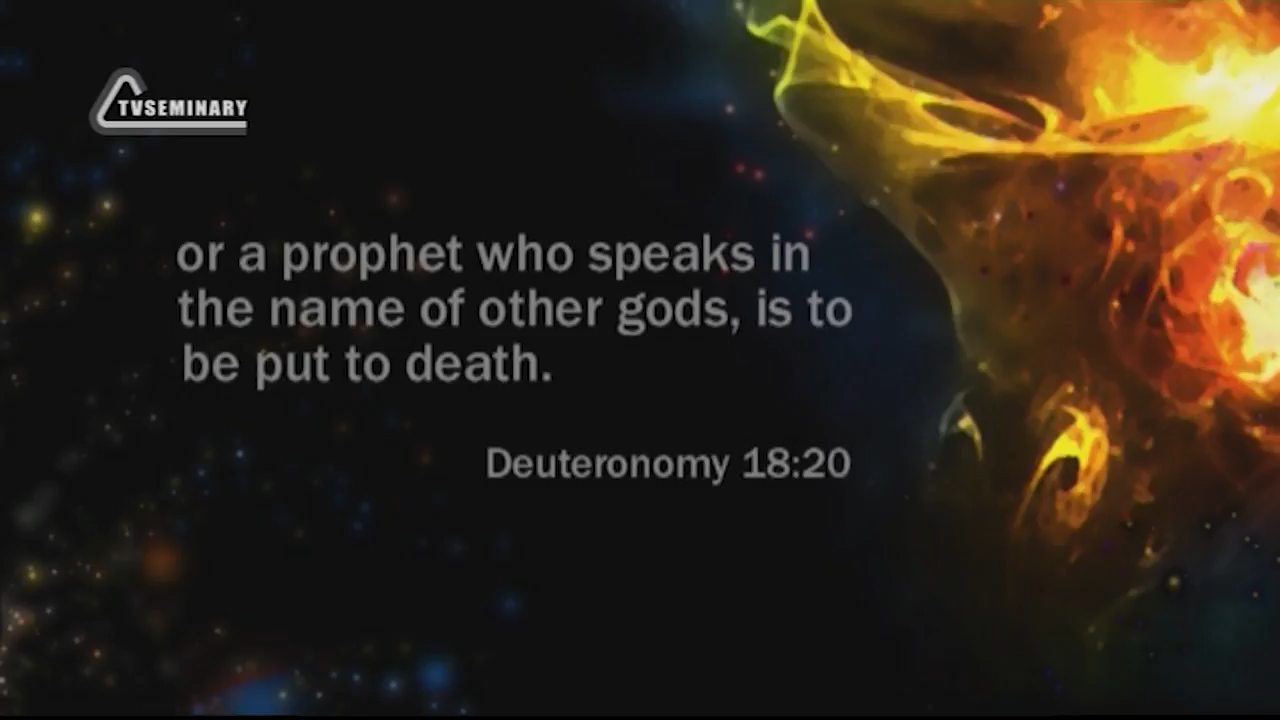 TVSEMINARY
or a prophet who speaks in
the name of other gods, is to
be put to death.
Deuteronomy 18:20